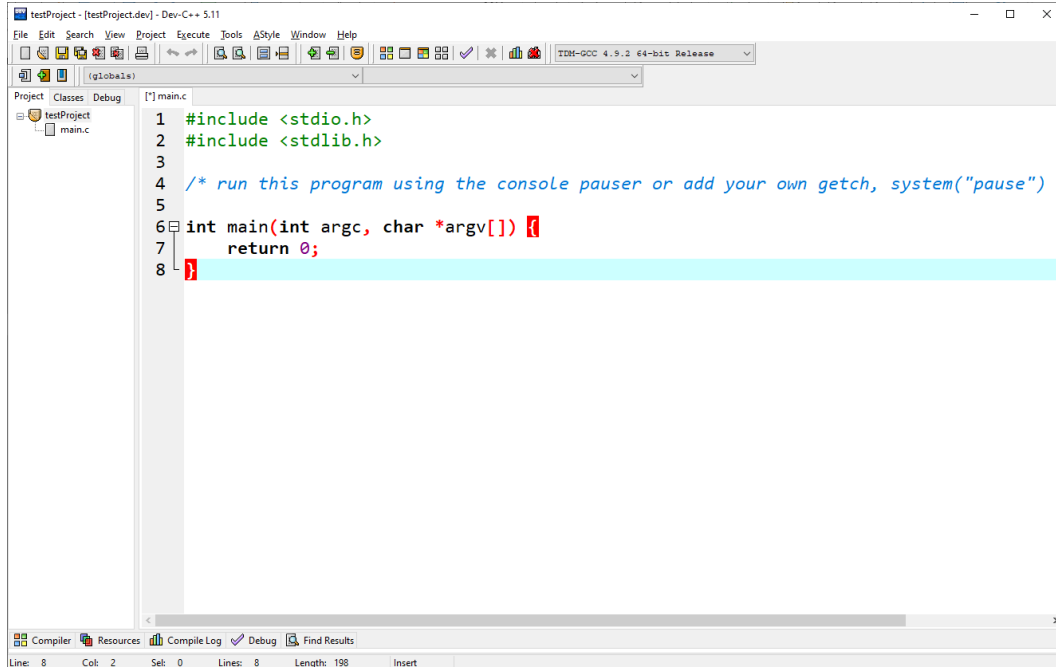 testProject - [testProject.dev] - Dev-C++ 5.11
File Edit Search View Project Execute Tools AStyle Window Help
TDM-GCC 4.9.2 64-bit Release
(globals)
Project Classes Debug [*] main.c
testProject
main.c
1 #include <stdio.h>
2 #include <stdlib.h>
3
4 /* run this program using the console pauser or add your own getch, system("pause")
5
6 int main(int argc, char *argv[]) {
7 return 0;
8 }
Compiler Resources Compile Log Debug Find Results
Line: 8 Col: 2 Sel: 0 Lines: 8 Length: 198 Insert